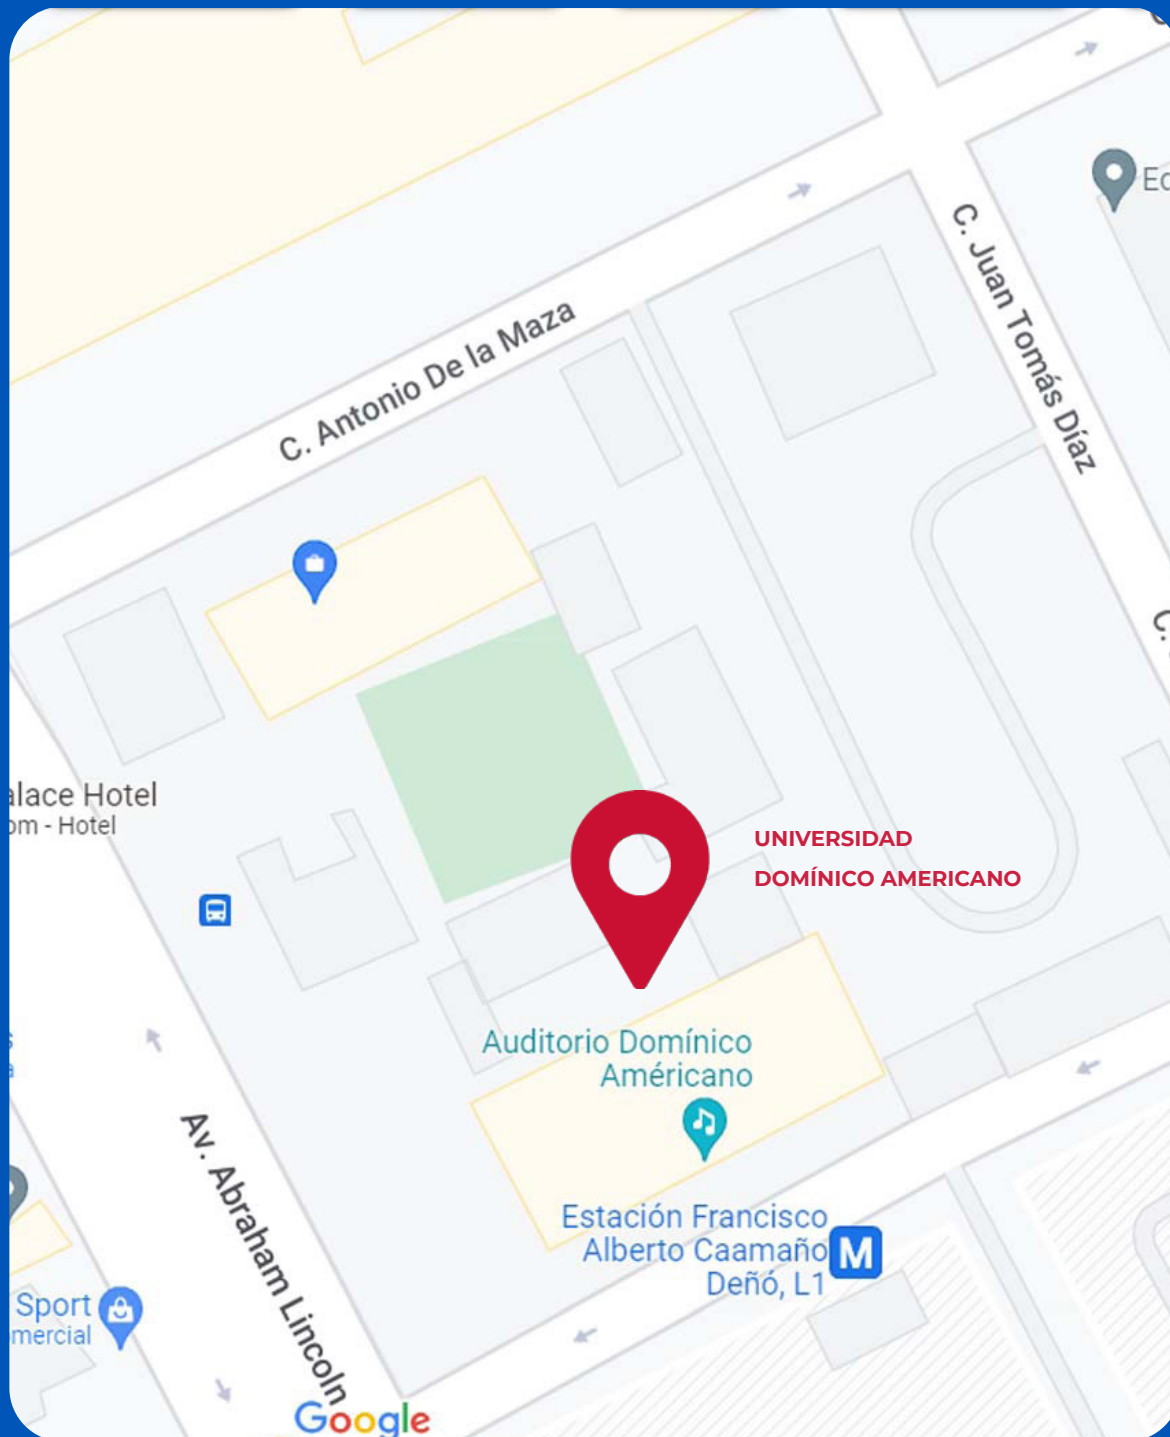 C. Antonio De la Maza
C. Juan Tomás Díaz
alace Hotel
om - Hotel
UNIVERSIDAD
DOMÍNICO AMERICANO
Auditorio Domínico
Américano
Av. Abraham Lincoln
Estación Francisco
Alberto Caamaño
Deñó, L1
M
Sport
mercial
Google